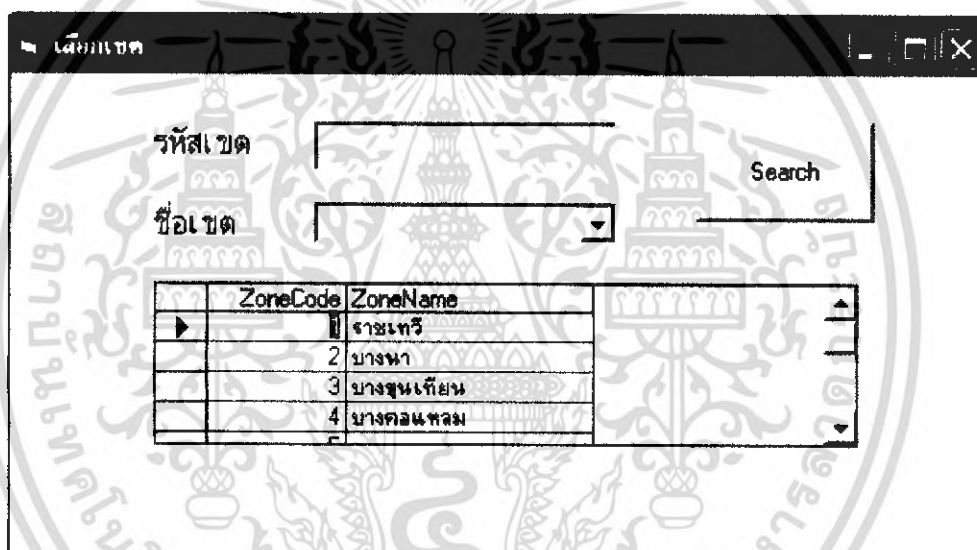 เลือกเขต
รหัสเขต
Search
ชื่อเขต
ZoneCode ZoneName
1 ราชเทวี
2 บางนา
3 บางขุนเทียน
4 บางคอแหลม